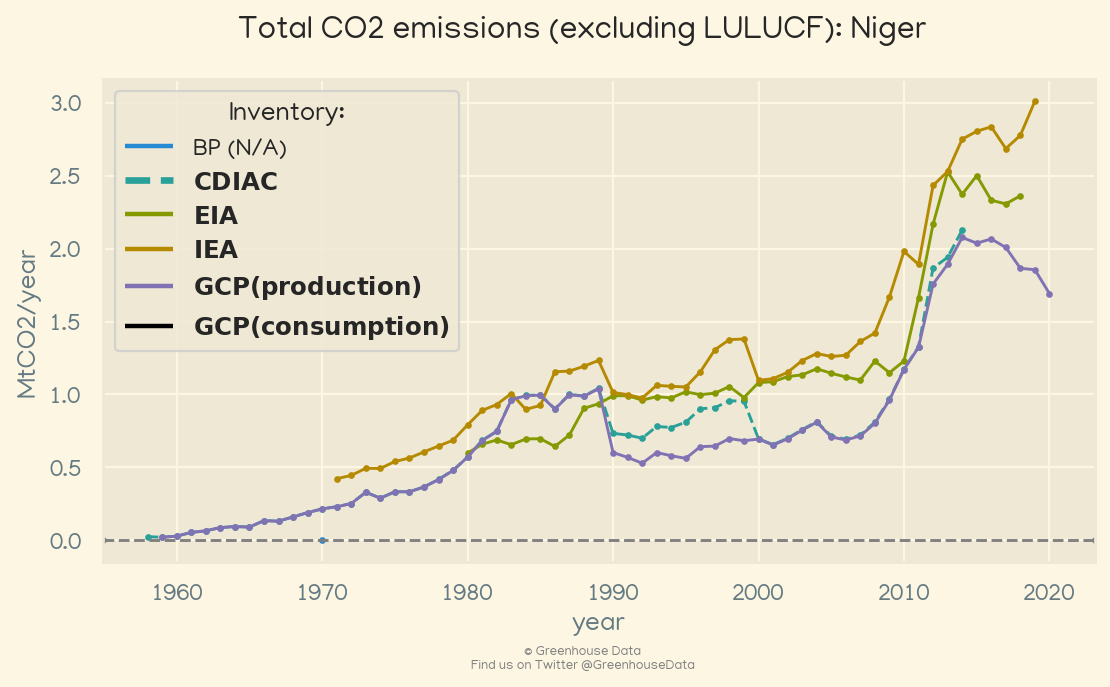 Total CO2 emissions (excluding LULUCF): Niger
Inventory:
BP (N/A)
CDIAC
EIA
IEA
GCP(production)
GCP(consumption)
MtCO2/year
3.0
2.5
2.0
1.5
1.0
0.5
0.0
1960 1970 1980 1990 2000 2010 2020
year
© Greenhouse Data
Find us on Twitter @GreenhouseData